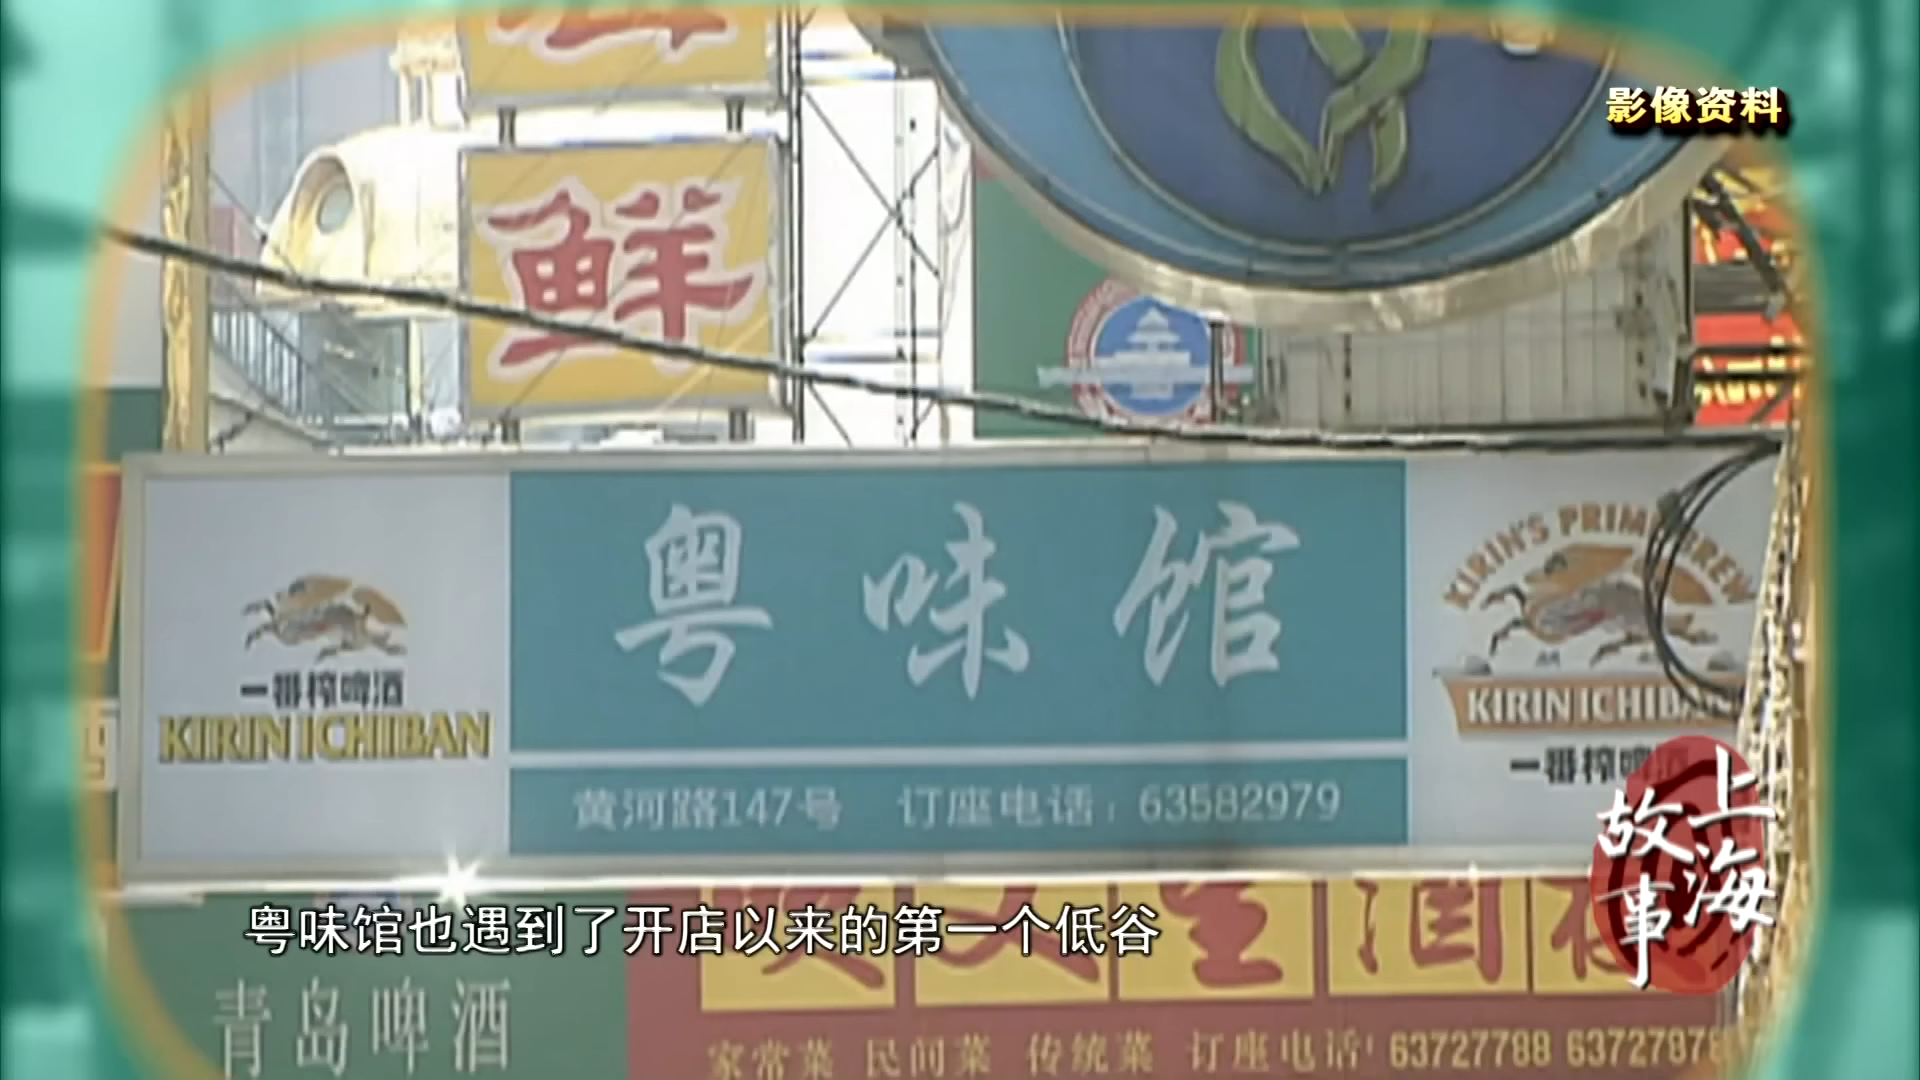 影像资料
鲜
粤味馆
KIRIN'S PRIME BREW
一番榨啤酒
KIRIN ICHIBAN
KIRIN ICHIBAN
一番榨啤酒
黄河路147号 订座电话：63582979
上海故事
粤味馆也遇到了开店以来的第一个低谷
青岛啤酒
家常菜 民间菜 传统菜 订座电话: 63727788 6372787